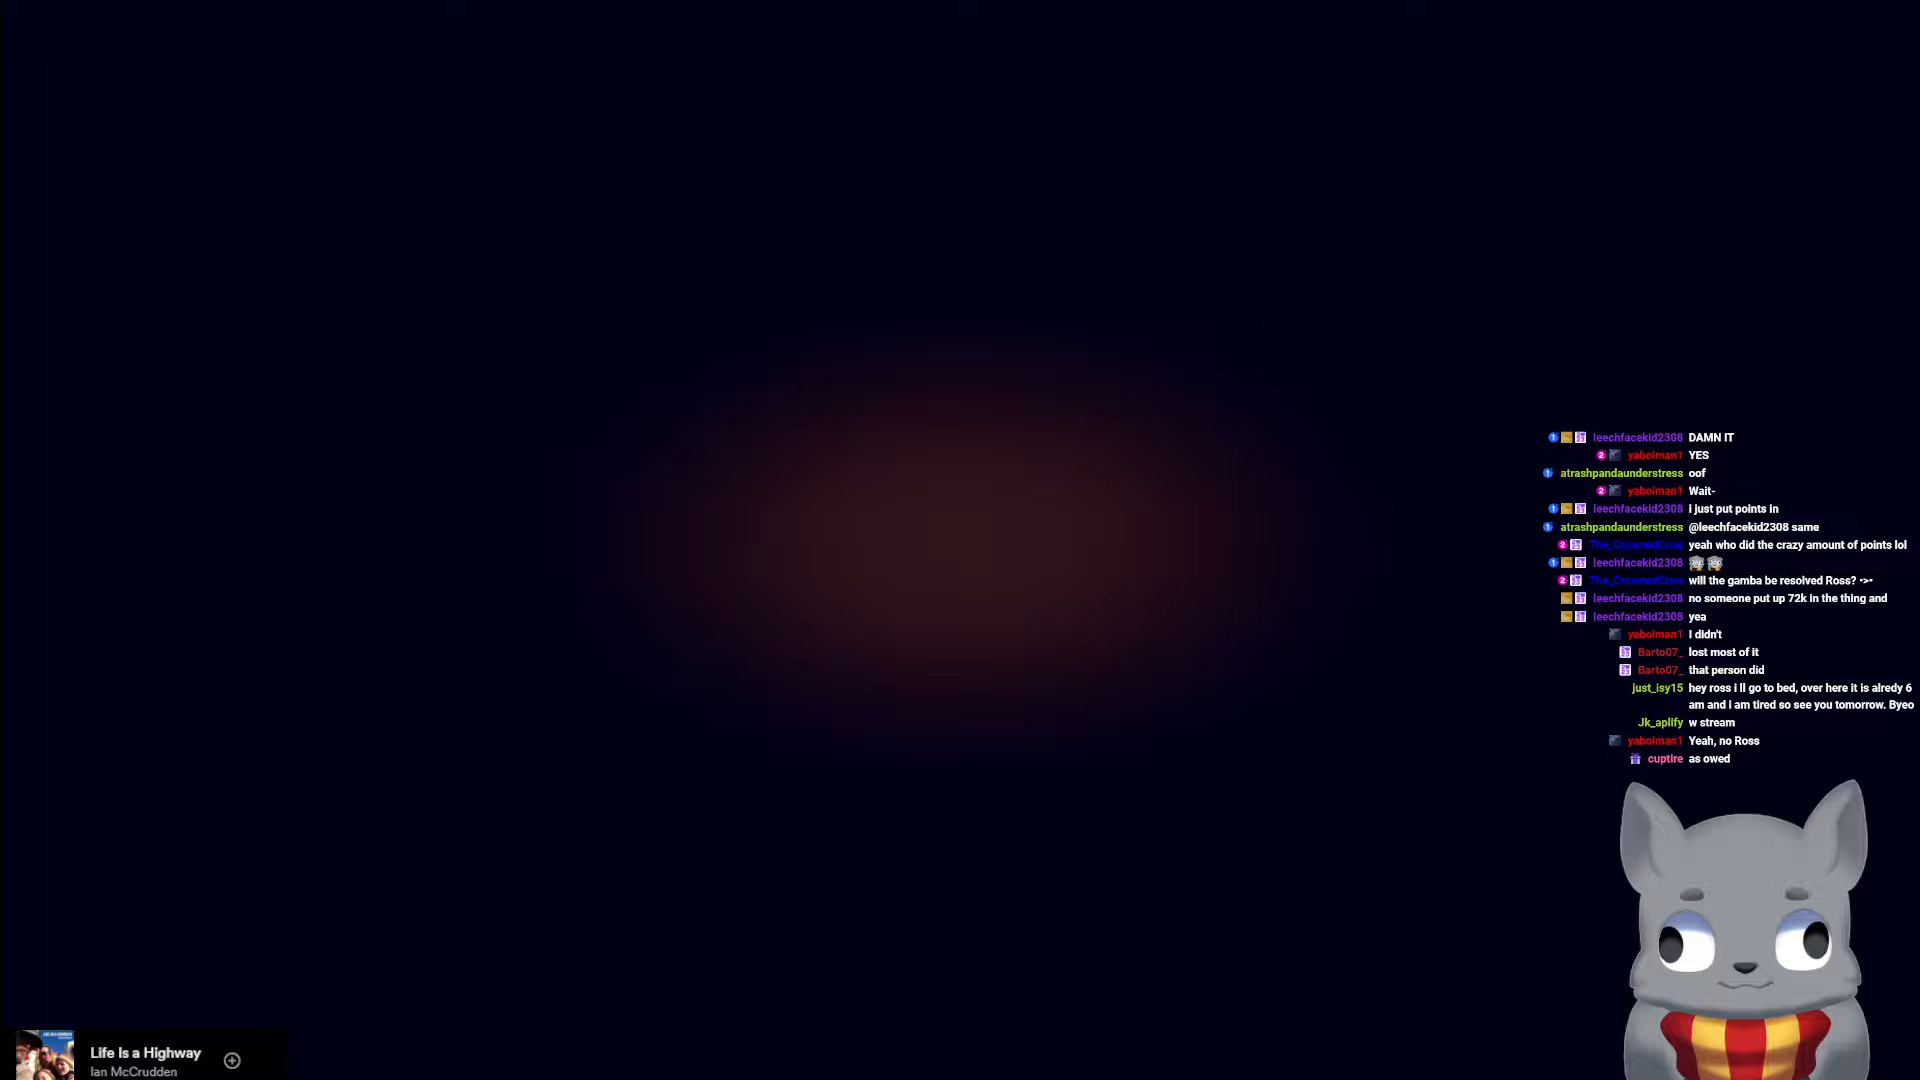 leechfacekid2308 DAMN IT
yaboiman1 YES
atrashpandaunderstress oof
yaboiman1 Wait-
leechfacekid2308 i just put points in
atrashpandaunderstress @leechfacekid2308 same
The_CrownedCrow yeah who did the crazy amount of points lol
leechfacekid2308
The_CrownedCrow will the gamba be resolved Ross? •>•
leechfacekid2308 no someone put up 72k in the thing and
leechfacekid2308 yea
yaboiman1 I didn't
Barto07_ lost most of it
Barto07_ that person did
just_isy15 hey ross i ll go to bed, over here it is alredy 6
am and i am tired so see you tomorrow. Byeo
Jk_aplify w stream
yaboiman1 Yeah, no Ross
cuptire as owed
Life Is a Highway
Ian McCrudden